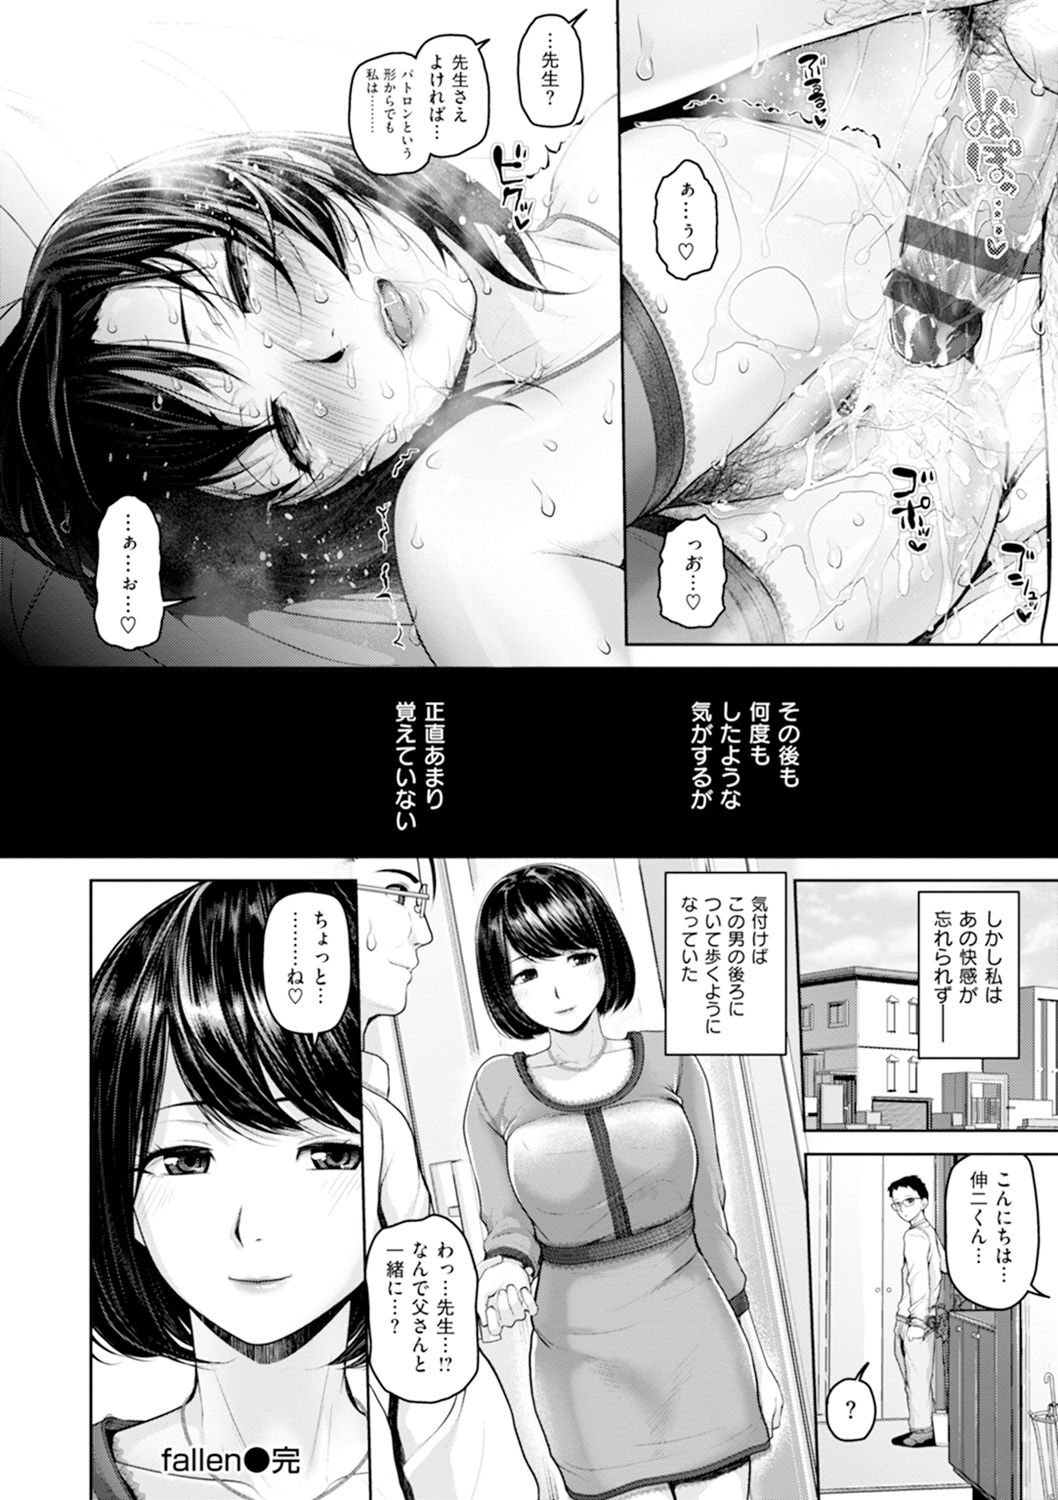 …先生?
先生さえ
よければ…
パトロンという
形からでも
私は………
ビクッ
ぶるっ
ぬぽっ
ぁ…ぅ♡
ゴポッ
ブシュッ
っお゛…♡
…ぁ…ぉ…♡
その後も
何度も
したような
気がするが
正直あまり
覚えていない
しかし私は
あの快感が
忘れられず──
気付けば
この男の後ろに
ついて歩くように
なっていた
こんにちは…
伸二くん…
?
わっ…先生…!?
なんで父さんと
一緒に…?
ちょっと…
………ね♡
fallen●完